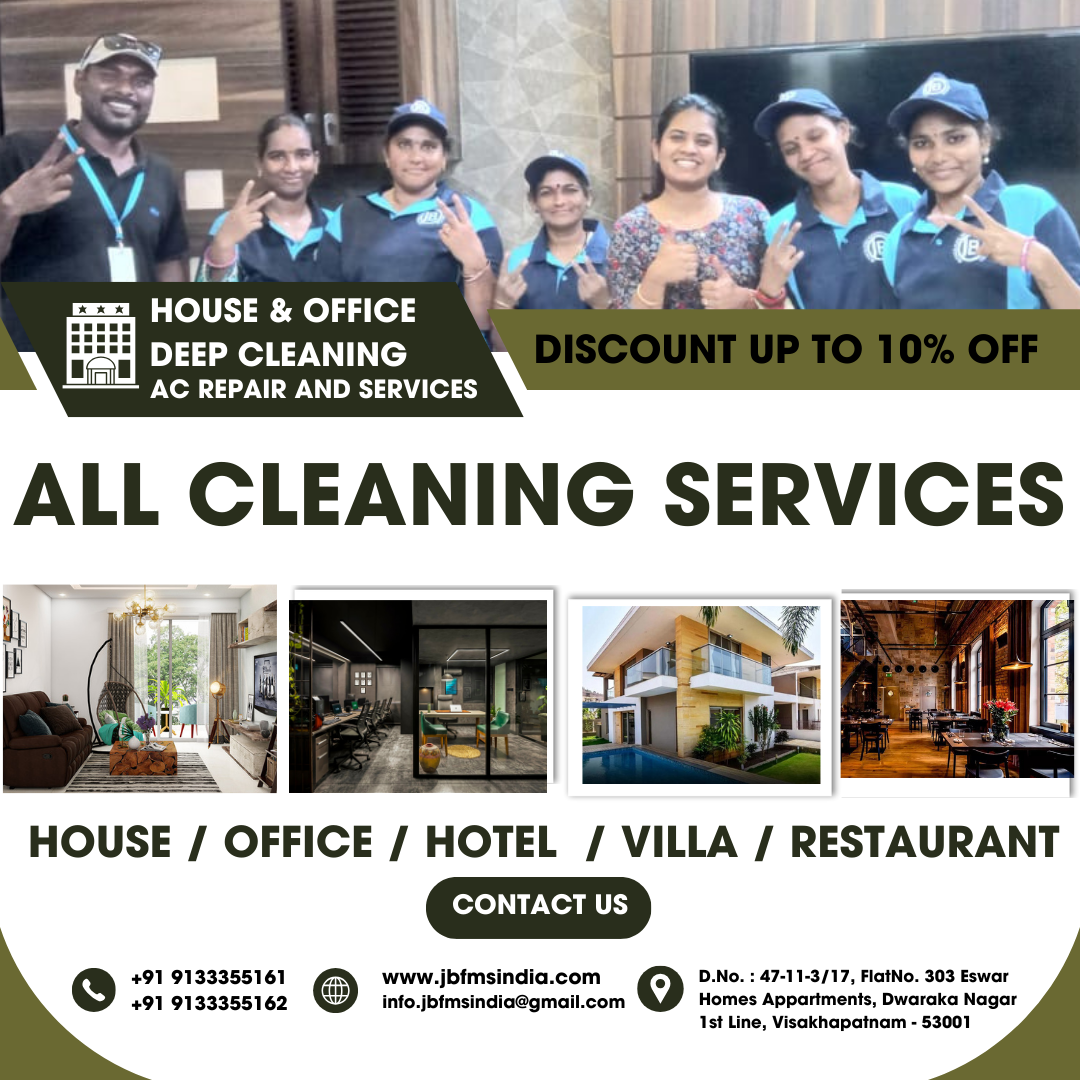 HOUSE & OFFICE
DEEP CLEANING
AC REPAIR AND SERVICES
DISCOUNT UP TO 10% OFF
ALL CLEANING SERVICES
HOUSE / OFFICE / HOTEL / VILLA / RESTAURANT
CONTACT US
+91 9133355161
+91 9133355162
www.jbfmsindia.com
info.jbfmsindia@gmail.com
D.No. : 47-11-3/17, FlatNo. 303 Eswar
Homes Appartments, Dwaraka Nagar
1st Line, Visakhapatnam - 53001